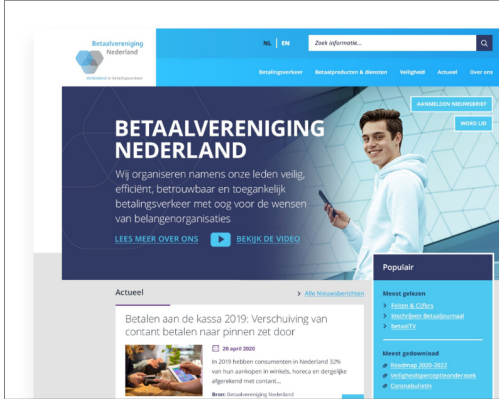 Betaalvereniging
Nederland
Verbindend in betalingsverkeer
NL | EN
Zoek informatie...
Betalingsverkeer Betaalproducten & diensten Veiligheid Actueel Over ons
AANMELDEN NIEUWSBRIEF
WORD LID
BETAALVERENIGING
NEDERLAND
Wij organiseren namens onze leden veilig,
efficiënt, betrouwbaar en toegankelijk
betalingsverkeer met oog voor de wensen
van belangenorganisaties
LEES MEER OVER ONS BEKIJK DE VIDEO
Actueel > Alle Nieuwsberichten
Betalen aan de kassa 2019: Verschuiving van
contant betalen naar pinnen zet door
20 april 2020
In 2019 hebben consumenten in Nederland 32%
van hun aankopen in winkels, horeca en dergelijke
afgerekend met contant...
Bron: Betaalvereniging Nederland
Populair
Meest gelezen
> Feiten & Cijfers
> Inschrijven Betaaljournaal
> betaalTV
Meest gedownload
Roadmap 2020-2022
Veiligheidsperceptieonderzoek
Coronabulletin